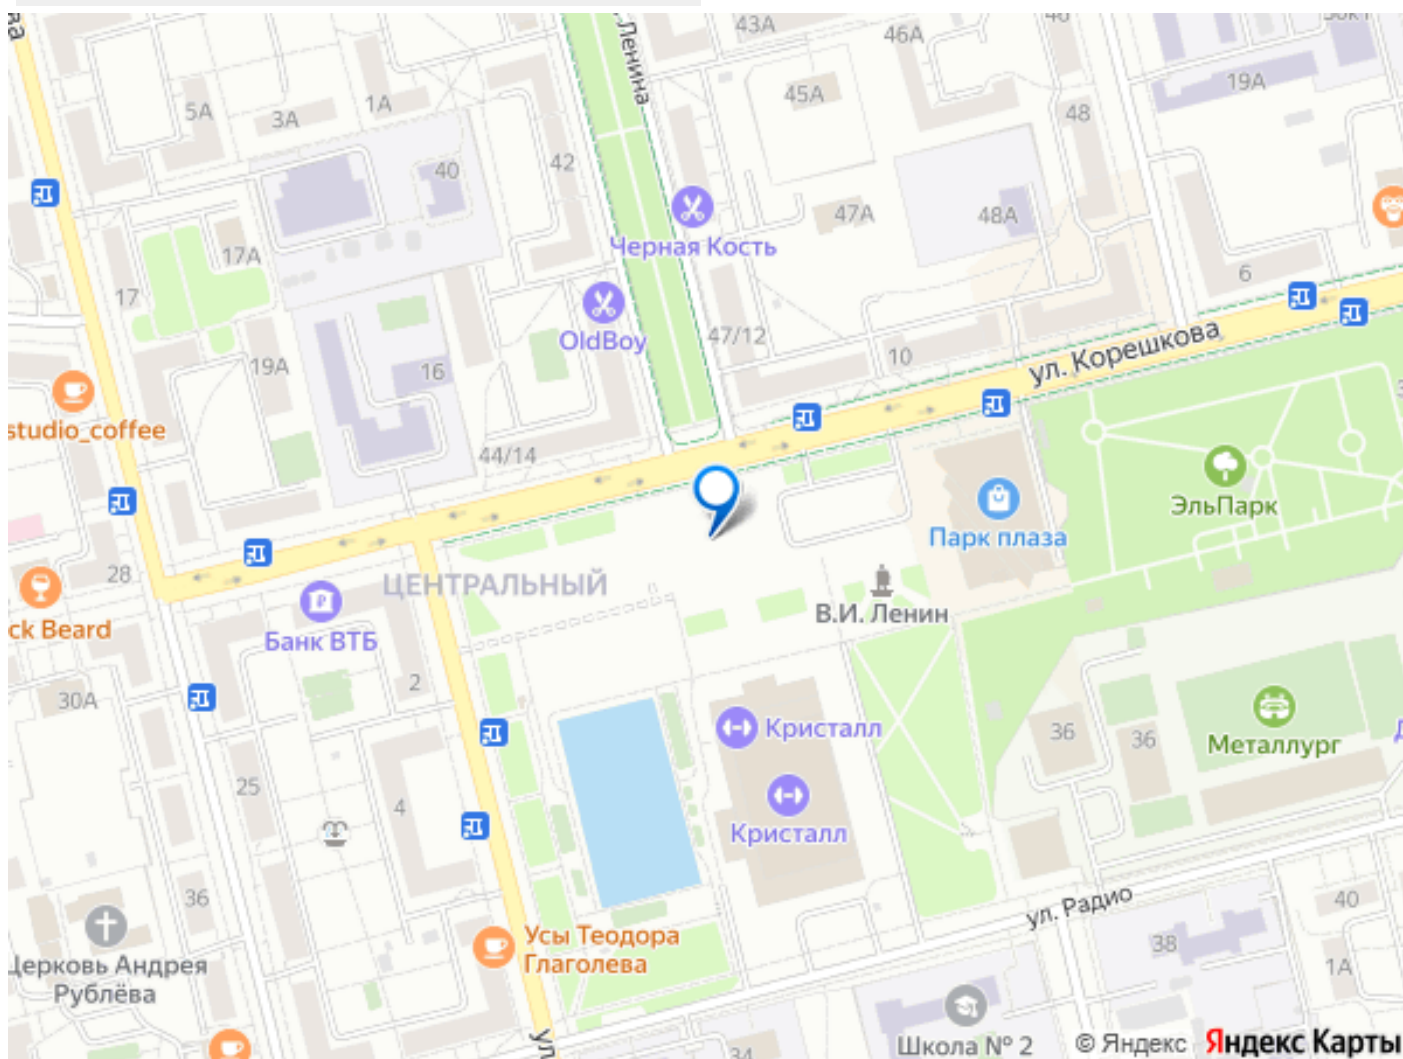 43А
46А
Ленина
45А
48
19А
5А
3А
1А
40
42
47А
48А
Черная Кость
17А
6
17
OldBoy
47/12
10
ул. Корешкова
19А
16
studio_coffee
44/14
ЭльПарк
Парк плаза
28
ЦЕНТРАЛЬНЫЙ
В.И. Ленин
ck Beard
Банк ВТБ
2
30А
Кристалл
36
36
Металлург
25
4
Кристалл
36
40
ул. Радио
Усы Теодора
Глаголева
38
Церковь Андрея
Рублёва
1А
Школа № 2
© Яндекс
Яндекс Карты
34
ул